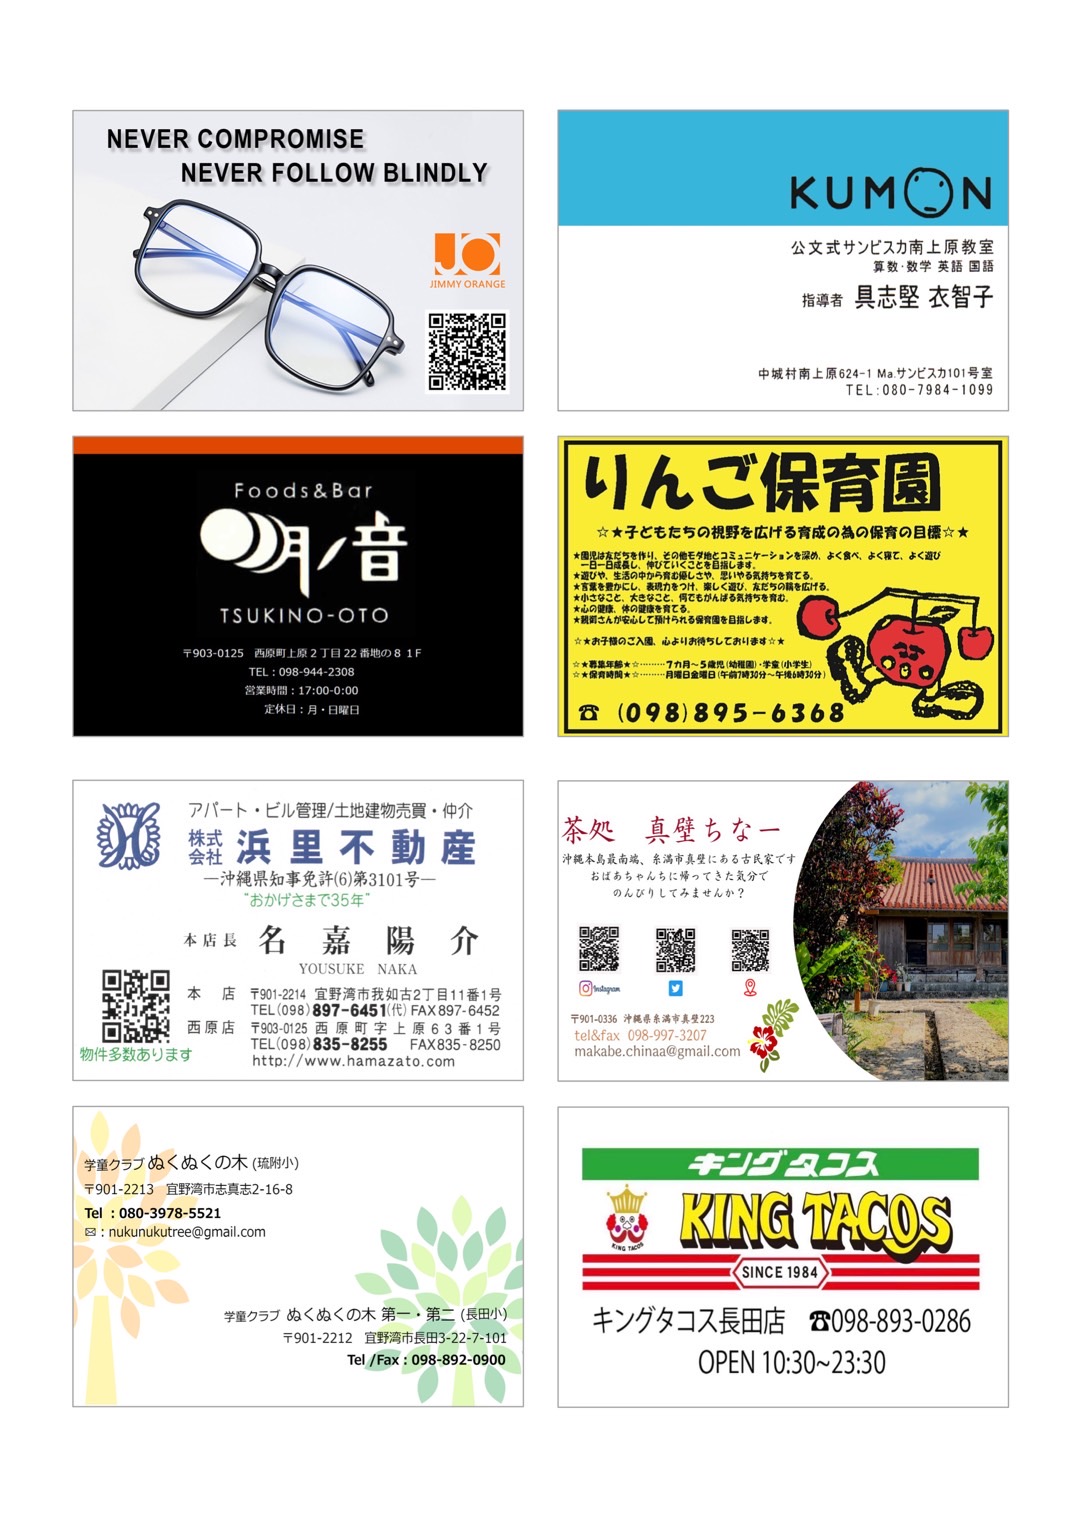 NEVER COMPROMISE
NEVER FOLLOW BLINDLY
JO
JIMMY ORANGE
KUMON
公文式サンビスカ南上原教室
算数・数学 英語 国語
指導者 具志堅 衣智子
中城村南上原624-1 Ma.サンビスカ101号室
TEL:080-7984-1099
Foods&Bar
月ノ音
TSUKINO-OTO
〒903-0125 西原町上原２丁目22番地の８１F
TEL：098-944-2308
営業時間：17:00-0:00
定休日：月・日曜日
りんご保育園
☆★子どもたちの視野を広げる育成の為の保育の目標☆★
★園児は友だちを作り、その他モダ地とコミュニケーションを深め、よく食べ、よく寝て、よく遊び
一日一日成長し、伸びていくことを目指します。
★遊びや、生活の中から育む優しさや、思いやる気持ちを育てる。
★言葉を豊かにし、表現力をつけ、楽しく遊び、友だちの輪を広げる。
★小さなこと、大きなこと、何でもがんばる気持ちを育む。
★心の健康、体の健康を育てる。
★親御さんが安心して預けられる保育園を目指します。
☆★お子様のご入園、心よりお待ちしております☆★
☆★募集年齢★☆………７カ月～５歳児(幼稚園)・学童(小学生)
☆★保育時間★☆………月曜日金曜日(午前7時30分～午後6時30分)
☎ (098)895-6368
アパート・ビル管理/土地建物売買・仲介
株式会社 浜里不動産
―沖縄県知事免許(6)第3101号―
“おかげさまで35年”
本店長 名嘉陽介
YOUSUKE NAKA
本 店 〒901-2214 宜野湾市我如古2丁目11番1号
TEL(098)897-6451(代) FAX897-6452
西原店 〒903-0125 西原町字上原６３番１号
TEL(098)835-8255 FAX835-8250
http://www.hamazato.com
物件多数あります
茶処 真壁ちなー
沖縄本島最南端、糸満市真壁にある古民家です
おばあちゃんちに帰ってきた気分で
のんびりしてみませんか？
Instagram
〒901-0336 沖縄県糸満市真壁223
tel&fax 098-997-3207
makabe.chinaa@gmail.com
学童クラブ ぬくぬくの木 (琉附小)
〒901-2213 宜野湾市志真志2-16-8
Tel ：080-3978-5521
✉：nukunukutree@gmail.com
学童クラブ ぬくぬくの木 第一・第二 (長田小)
〒901-2212 宜野湾市長田3-22-7-101
Tel /Fax：098-892-0900
キングタコス
KING TACOS
KING TACOS
SINCE 1984
キングタコス長田店 ☎098-893-0286
OPEN 10:30~23:30